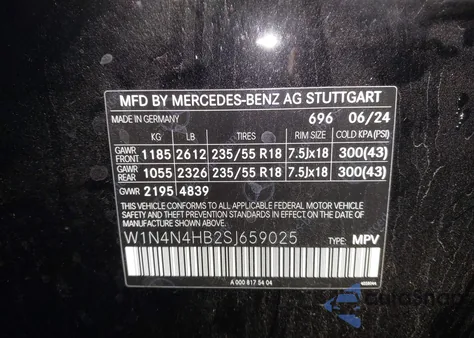 MFD BY MERCEDES-BENZ AG STUTTGART
MADE IN GERMANY 696 06/24
KG LB TIRES RIM SIZE COLD KPA(PSI)
GAWR FRONT 1185 2612 235/55 R18 7.5Jx18 300(43)
GAWR REAR 1055 2326 235/55 R18 7.5Jx18 300(43)
GVWR 2195 4839
THIS VEHICLE CONFORMS TO ALL APPLICABLE FEDERAL MOTOR VEHICLE
SAFETY STANDARDS IN EFFECT ON THE DATE OF
MANUFACTURE SHOWN ABOVE.
W1N4N4HB2SJ659025 TYPE: MPV
A 000 817 54 04